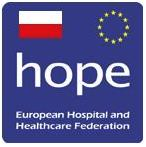 hope
European Hospital and
Healthcare Federation